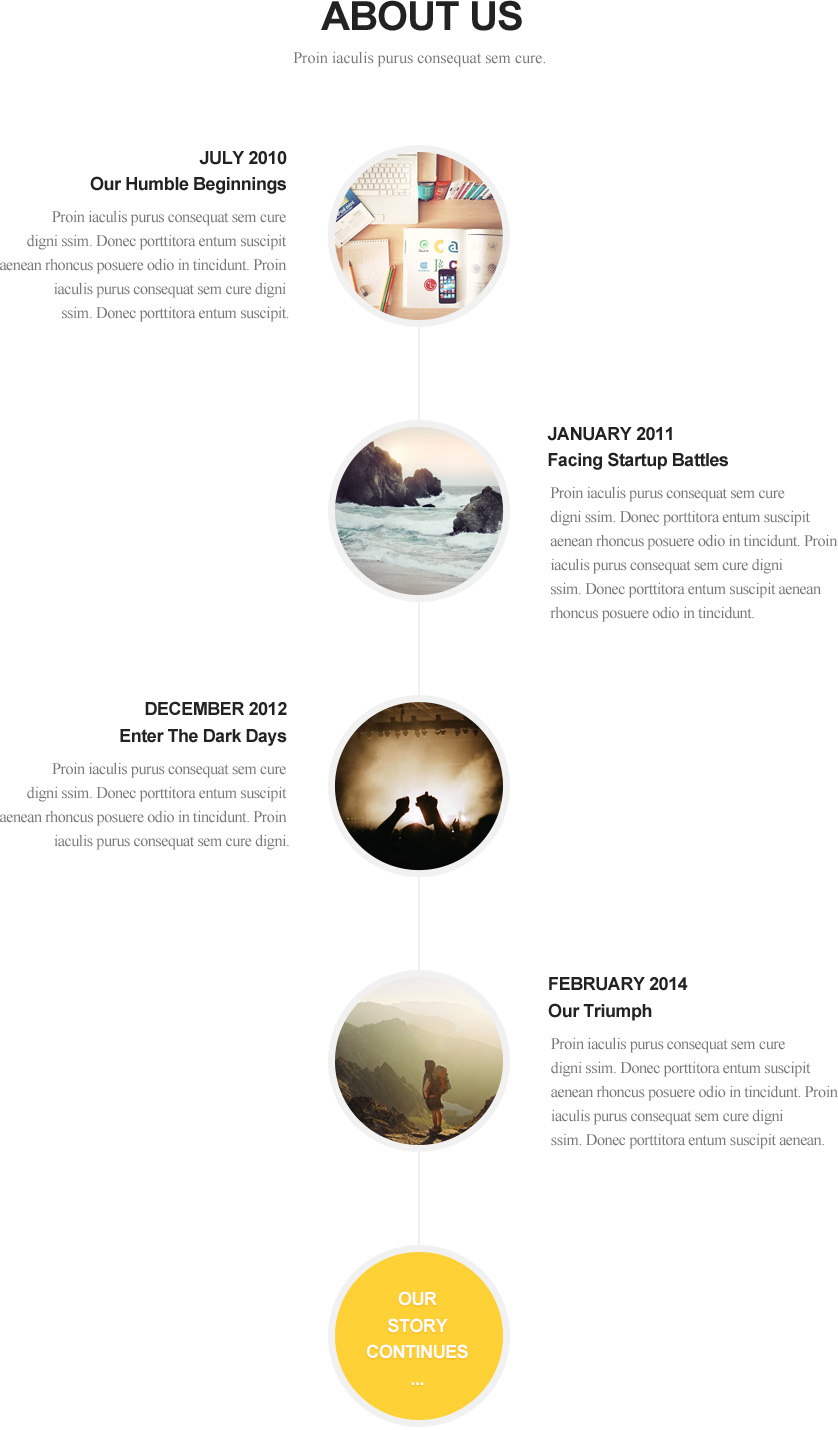 ABOUT US
Proin iaculis purus consequat sem cure.
JULY 2010
Our Humble Beginnings
Proin iaculis purus consequat sem cure
digni ssim. Donec porttitora entum suscipit
aenean rhoncus posuere odio in tincidunt. Proin
iaculis purus consequat sem cure digni
ssim. Donec porttitora entum suscipit.
JANUARY 2011
Facing Startup Battles
Proin iaculis purus consequat sem cure
digni ssim. Donec porttitora entum suscipit
aenean rhoncus posuere odio in tincidunt. Proin
iaculis purus consequat sem cure digni
ssim. Donec porttitora entum suscipit aenean
rhoncus posuere odio in tincidunt.
DECEMBER 2012
Enter The Dark Days
Proin iaculis purus consequat sem cure
digni ssim. Donec porttitora entum suscipit
aenean rhoncus posuere odio in tincidunt. Proin
iaculis purus consequat sem cure digni.
FEBRUARY 2014
Our Triumph
Proin iaculis purus consequat sem cure
digni ssim. Donec porttitora entum suscipit
aenean rhoncus posuere odio in tincidunt. Proin
iaculis purus consequat sem cure digni
ssim. Donec porttitora entum suscipit aenean.
OUR
STORY
CONTINUES
...